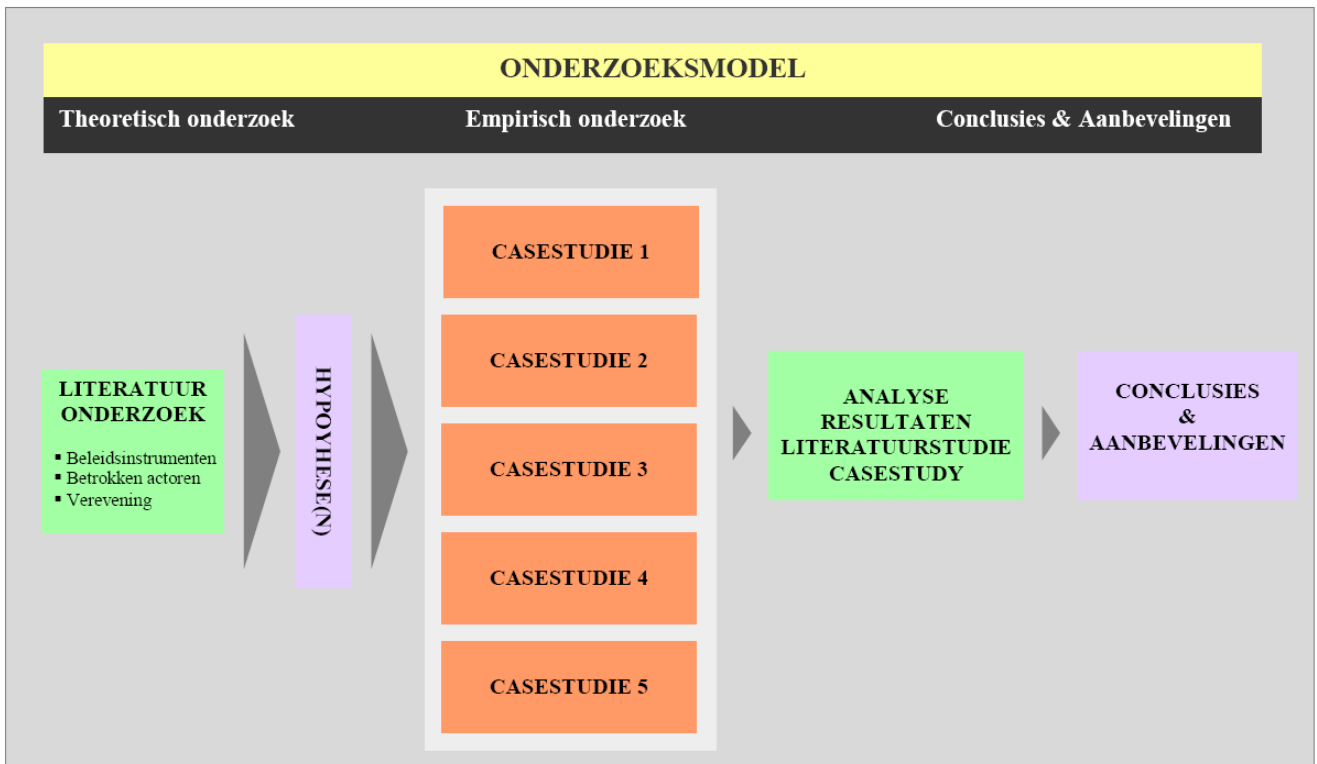 ONDERZOEKSMODEL
Theoretisch onderzoek
Empirisch onderzoek
Conclusies & Aanbevelingen
LITERATUUR
ONDERZOEK
▪ Beleidsinstrumenten
▪ Betrokken actoren
▪ Verevening
HYPOYHESE(N)
CASESTUDIE 1
CASESTUDIE 2
CASESTUDIE 3
CASESTUDIE 4
CASESTUDIE 5
ANALYSE
RESULTATEN
LITERATUURSTUDIE
CASESTUDY
CONCLUSIES
&
AANBEVELINGEN